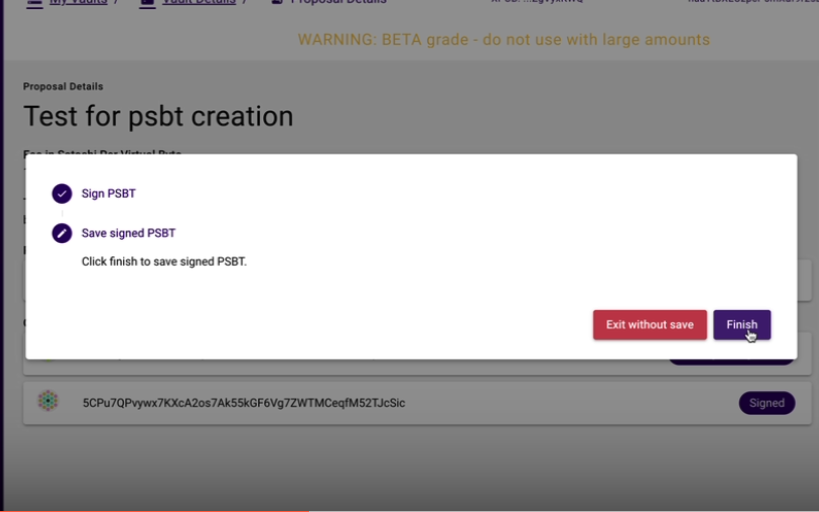 My Vaults / Vault Details / Proposal Details
WARNING: BETA grade - do not use with large amounts
Proposal Details
Test for psbt creation
Fee in Satoshi Per Virtual Byte
Sign PSBT
Save signed PSBT
Click finish to save signed PSBT.
Exit without save
Finish
5CPu7QPvywx7KXcA2os7Ak55kGF6Vg7ZWTMCeqfM52TJcSic
Signed